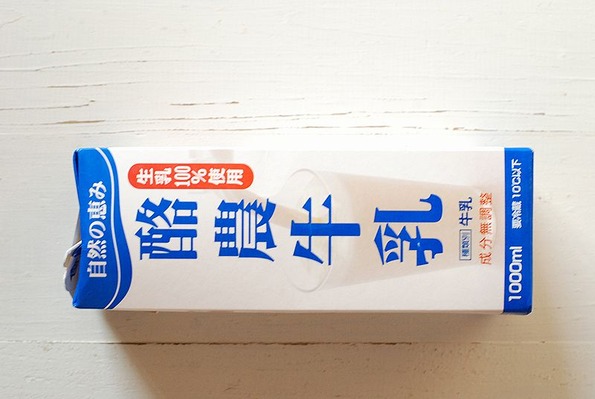 自然の恵み
生乳100%使用
酪農牛乳
種類別 牛乳
成分無調整
要冷蔵 10℃以下
1000ml